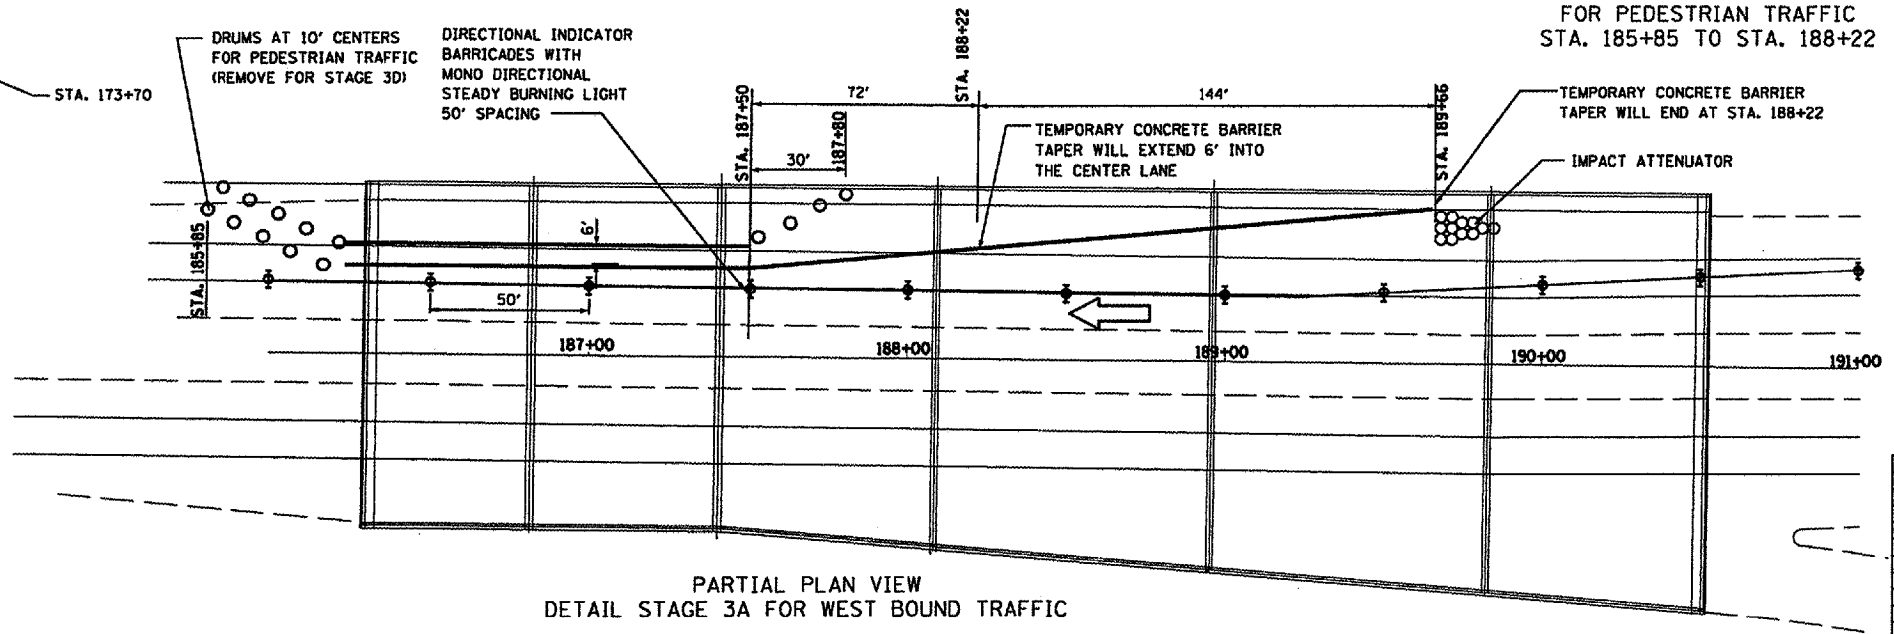 FOR PEDESTRIAN TRAFFIC
STA. 185+85 TO STA. 188+22
STA. 173+70
DRUMS AT 10' CENTERS
FOR PEDESTRIAN TRAFFIC
(REMOVE FOR STAGE 3D)
DIRECTIONAL INDICATOR
BARRICADES WITH
MONO DIRECTIONAL
STEADY BURNING LIGHT
50' SPACING
STA. 187+50
72'
STA. 188+22
144'
STA. 189+66
30'
187+80
TEMPORARY CONCRETE BARRIER
TAPER WILL EXTEND 6' INTO
THE CENTER LANE
TEMPORARY CONCRETE BARRIER
TAPER WILL END AT STA. 188+22
IMPACT ATTENUATOR
STA. 185+85
6'
50'
187+00
188+00
189+00
190+00
191+00
PARTIAL PLAN VIEW
DETAIL STAGE 3A FOR WEST BOUND TRAFFIC